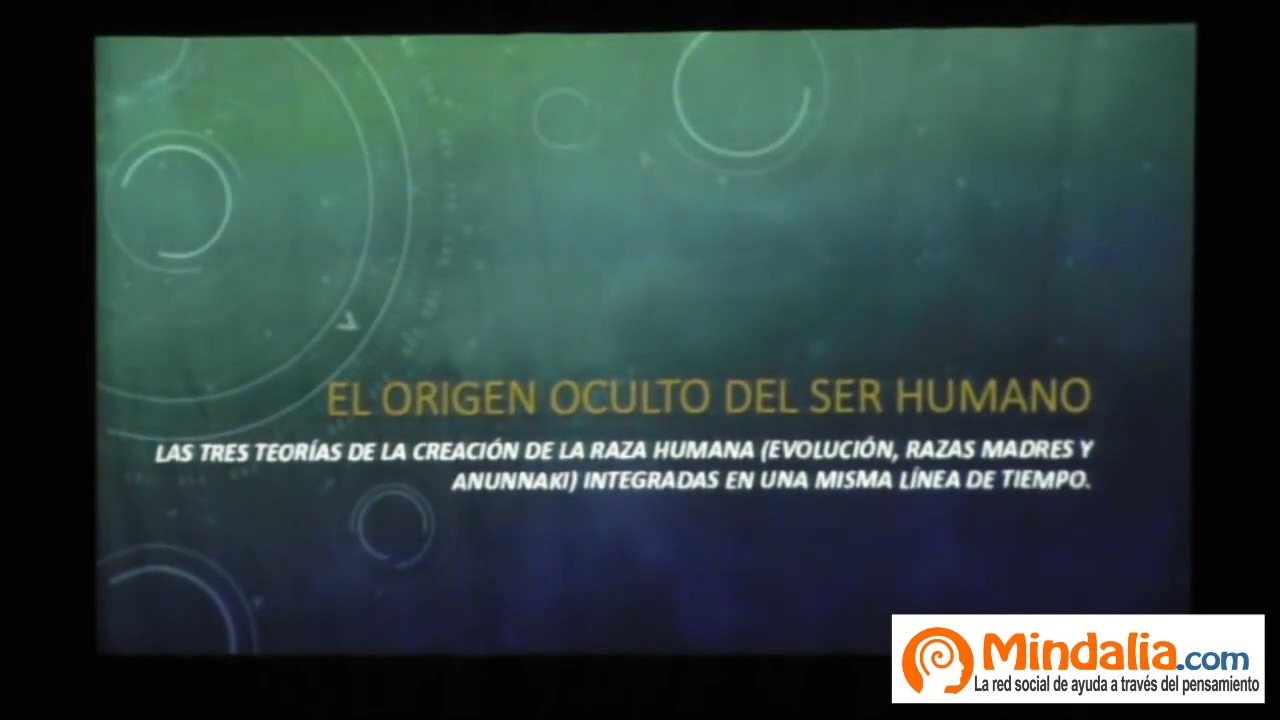 EL ORIGEN OCULTO DEL SER HUMANO
LAS TRES TEORÍAS DE LA CREACIÓN DE LA RAZA HUMANA (EVOLUCIÓN, RAZAS MADRES Y
ANUNNAKI) INTEGRADAS EN UNA MISMA LÍNEA DE TIEMPO.
Mindalia.com
La red social de ayuda a través del pensamiento